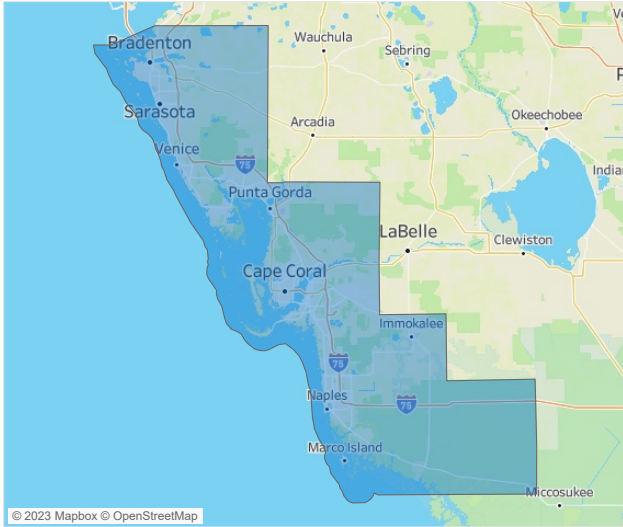 Ve
Wauchula
Bradenton
Sebring
P
Sarasota
Okeechobee
Arcadia
Venice
75
Indian
Punta Gorda
LaBelle
Clewiston
Cape Coral
Immokalee
75
Naples
75
Marco Island
Miccosukee
© 2023 Mapbox © OpenStreetMap